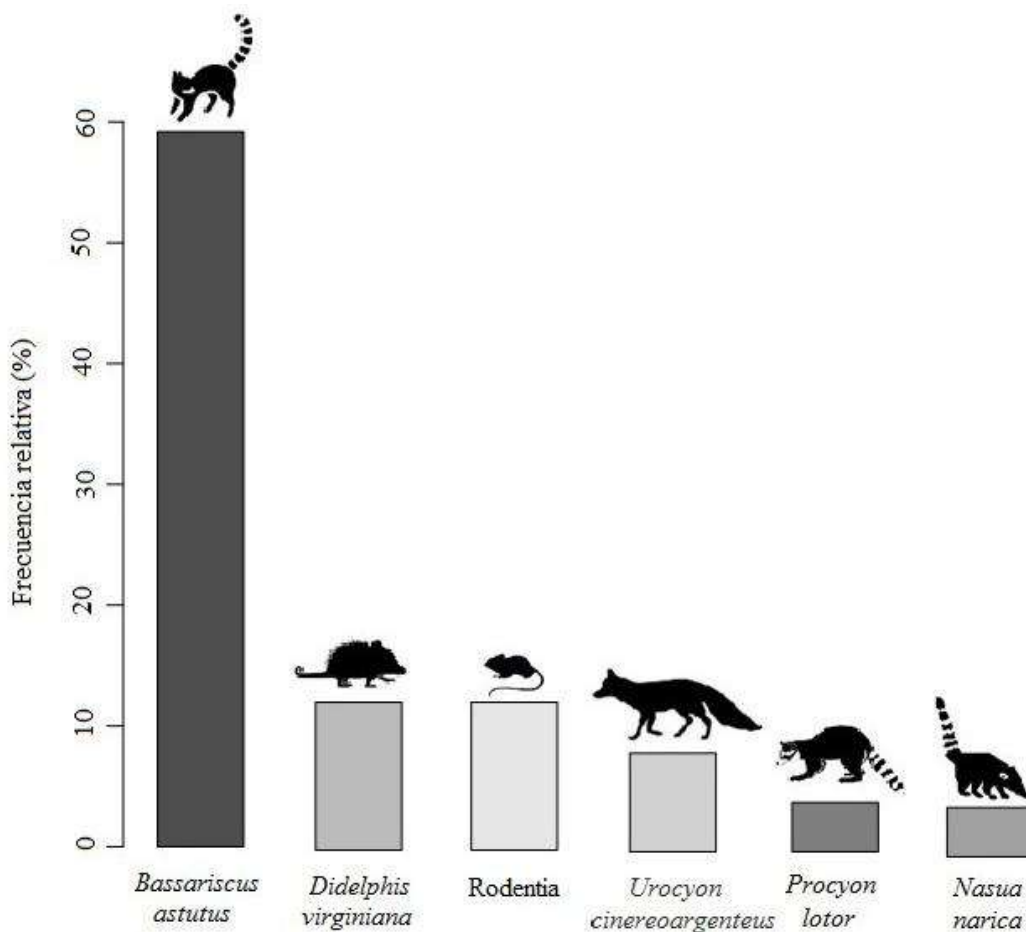 Frecuencia relativa (%)
60
50
40
30
20
10
0
Bassariscus
astutus
Didelphis
virginiana
Rodentia
Urocyon
cinereoargenteus
Procyon
lotor
Nasua
narica